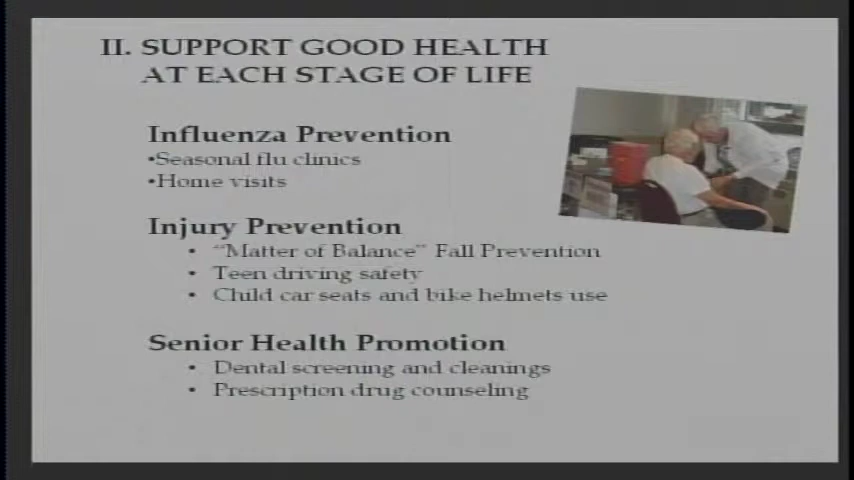 II. SUPPORT GOOD HEALTH
AT EACH STAGE OF LIFE
Influenza Prevention
•Seasonal flu clinics
•Home visits
Injury Prevention
• “Matter of Balance” Fall Prevention
• Teen driving safety
• Child car seats and bike helmets use
Senior Health Promotion
• Dental screening and cleanings
• Prescription drug counseling